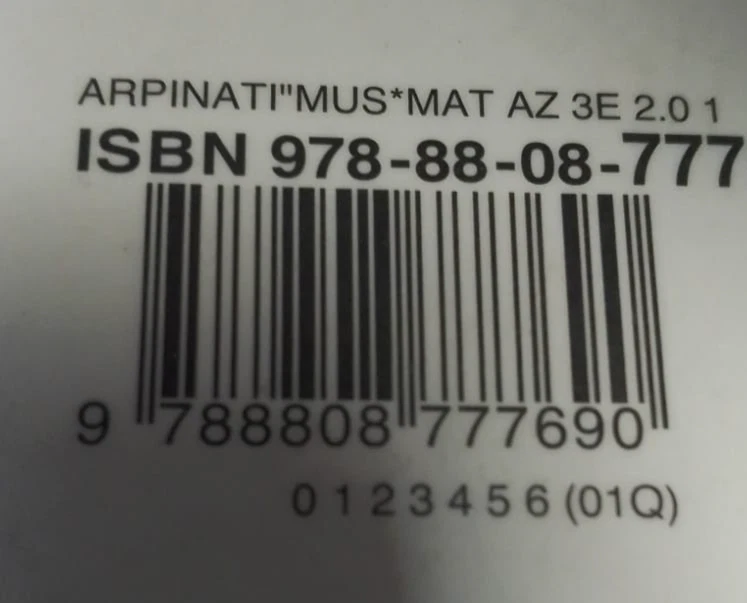 ARPINATI"MUS*MAT AZ 3E 2.0 1
ISBN 978-88-08-777
9 788808 777690
0 1 2 3 4 5 6 (01Q)